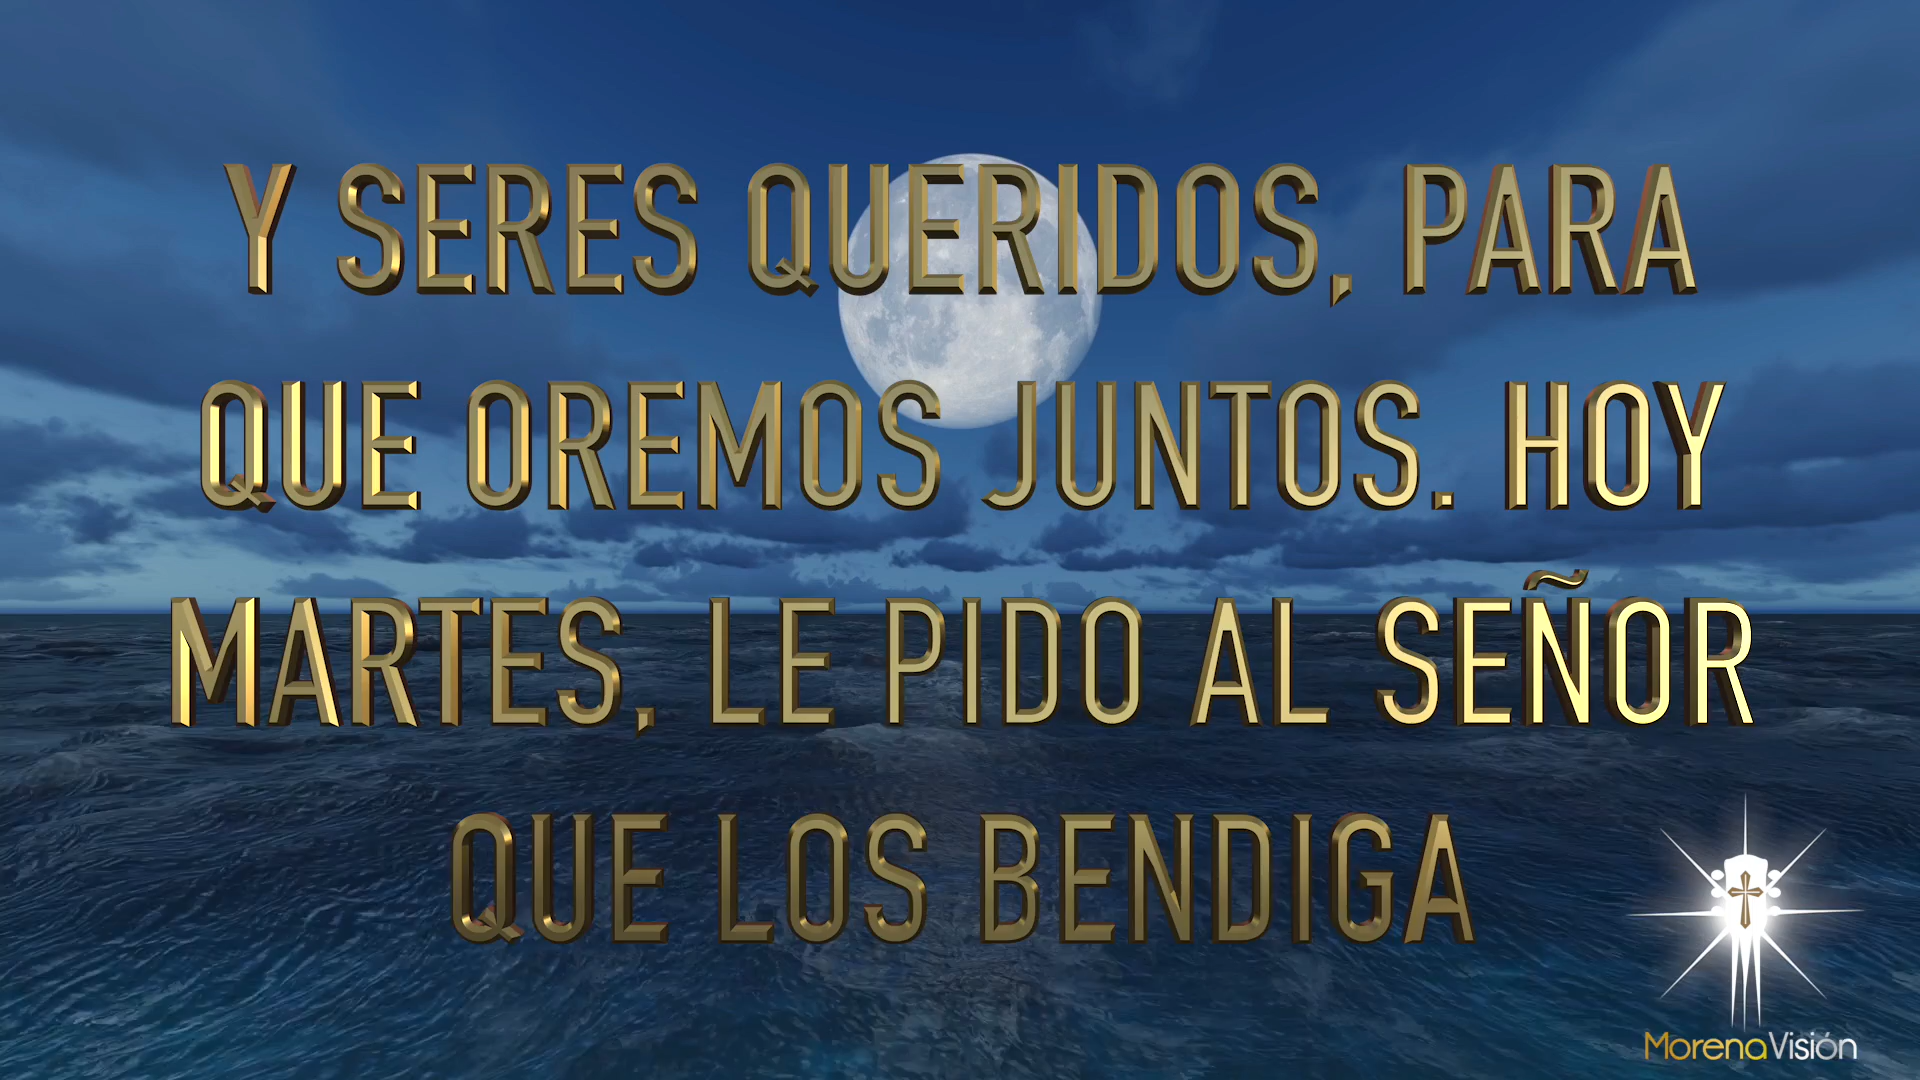 Y SERES QUERIDOS, PARA
QUE OREMOS JUNTOS. HOY
MARTES, LE PIDO AL SEÑOR
QUE LOS BENDIGA
MorenaVisión